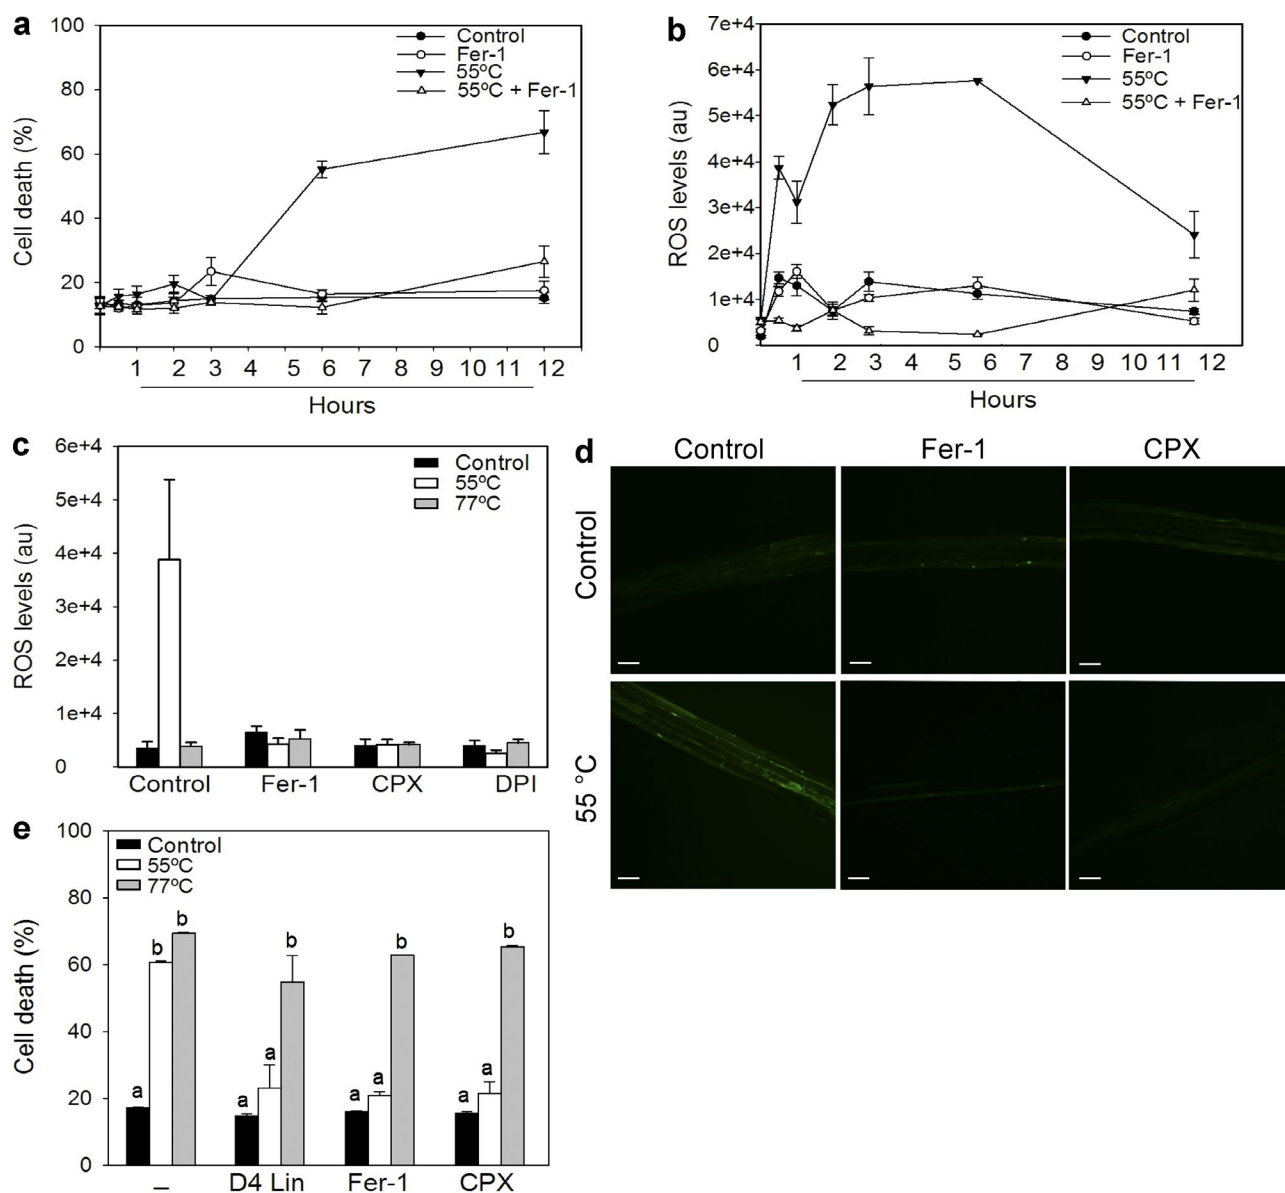 a
Cell death (%)
100
80
60
40
20
0
Control
Fer-1
55ºC
55ºC + Fer-1
1 2 3 4 5 6 7 8 9 10 11 12
Hours
b
ROS levels (au)
7e+4
6e+4
5e+4
4e+4
3e+4
2e+4
1e+4
0
Control
Fer-1
55ºC
55ºC + Fer-1
1 2 3 4 5 6 7 8 9 10 11 12
Hours
c
ROS levels (au)
6e+4
5e+4
4e+4
3e+4
2e+4
1e+4
0
Control
55ºC
77ºC
Control Fer-1 CPX DPI
d
Control Fer-1 CPX
Control
55 °C
e
Cell death (%)
100
80
60
40
20
0
Control
55ºC
77ºC
a b b a a b a a b a a b
– D4 Lin Fer-1 CPX